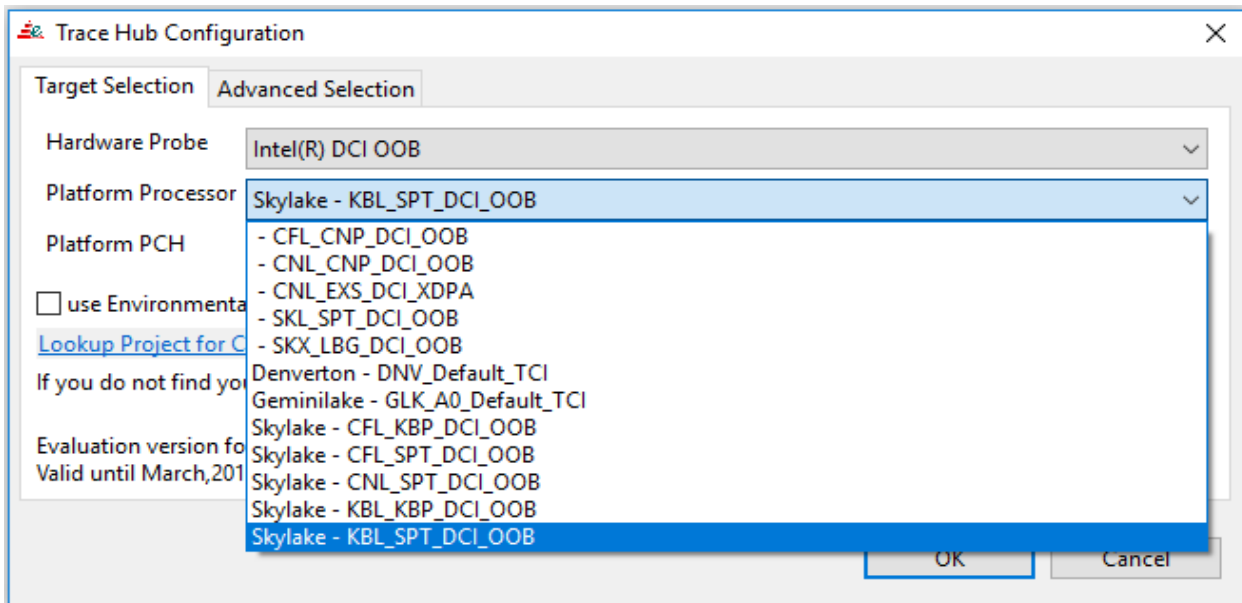 Trace Hub Configuration
Target Selection
Advanced Selection
Hardware Probe
Intel(R) DCI OOB
Platform Processor
Skylake - KBL_SPT_DCI_OOB
Platform PCH
- CFL_CNP_DCI_OOB
- CNL_CNP_DCI_OOB
- CNL_EXS_DCI_XDPA
- SKL_SPT_DCI_OOB
- SKX_LBG_DCI_OOB
Denverton - DNV_Default_TCI
Geminilake - GLK_A0_Default_TCI
Skylake - CFL_KBP_DCI_OOB
Skylake - CFL_SPT_DCI_OOB
Skylake - CNL_SPT_DCI_OOB
Skylake - KBL_KBP_DCI_OOB
Skylake - KBL_SPT_DCI_OOB
use Environmenta
Lookup Project for C
If you do not find you
Evaluation version fo
Valid until March,201
OK
Cancel